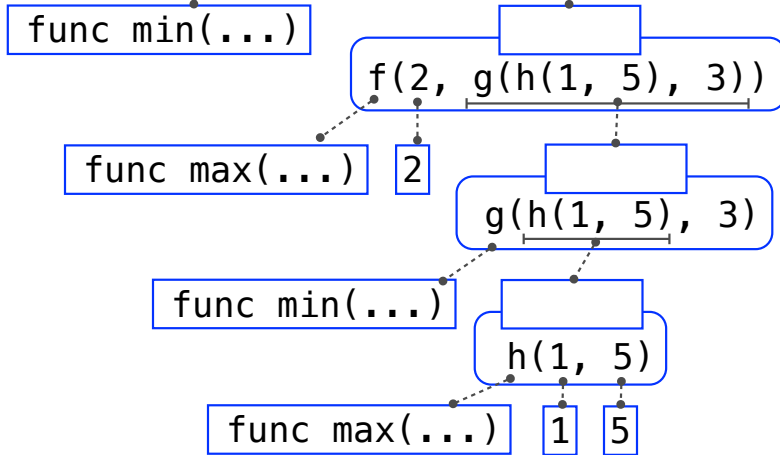 func min(...)
f(2, g(h(1, 5), 3))
func max(...)
2
g(h(1, 5), 3)
func min(...)
h(1, 5)
func max(...)
1
5